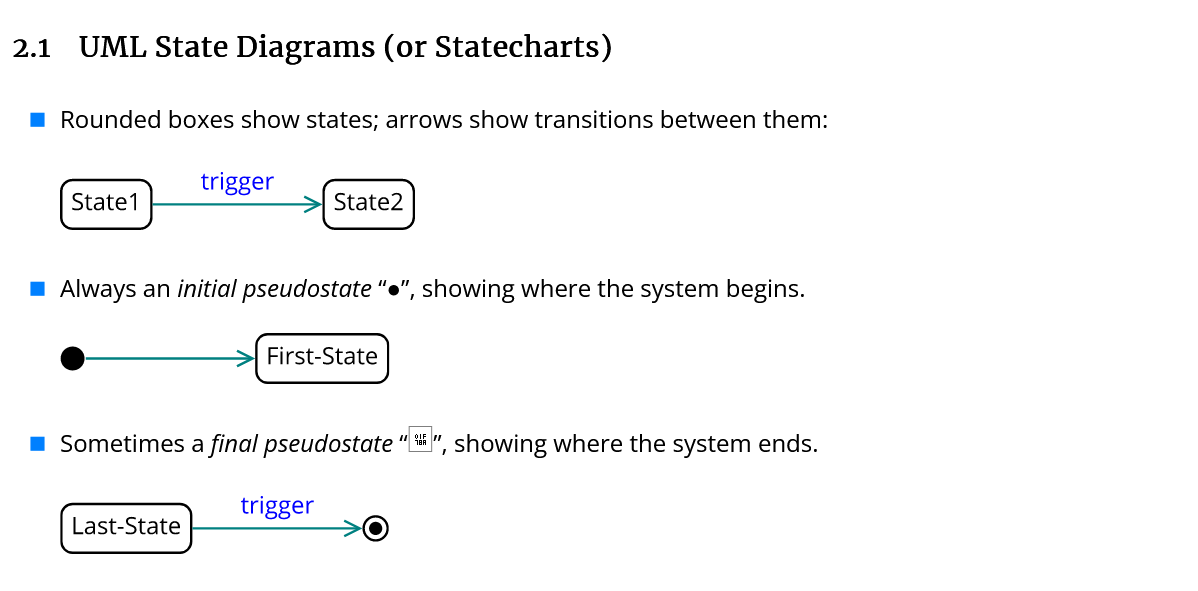 2.1 UML State Diagrams (or Statecharts)
Rounded boxes show states; arrows show transitions between them:
trigger
State1 State2
Always an initial pseudostate “●”, showing where the system begins.
First-State
Sometimes a final pseudostate “”, showing where the system ends.
trigger
Last-State